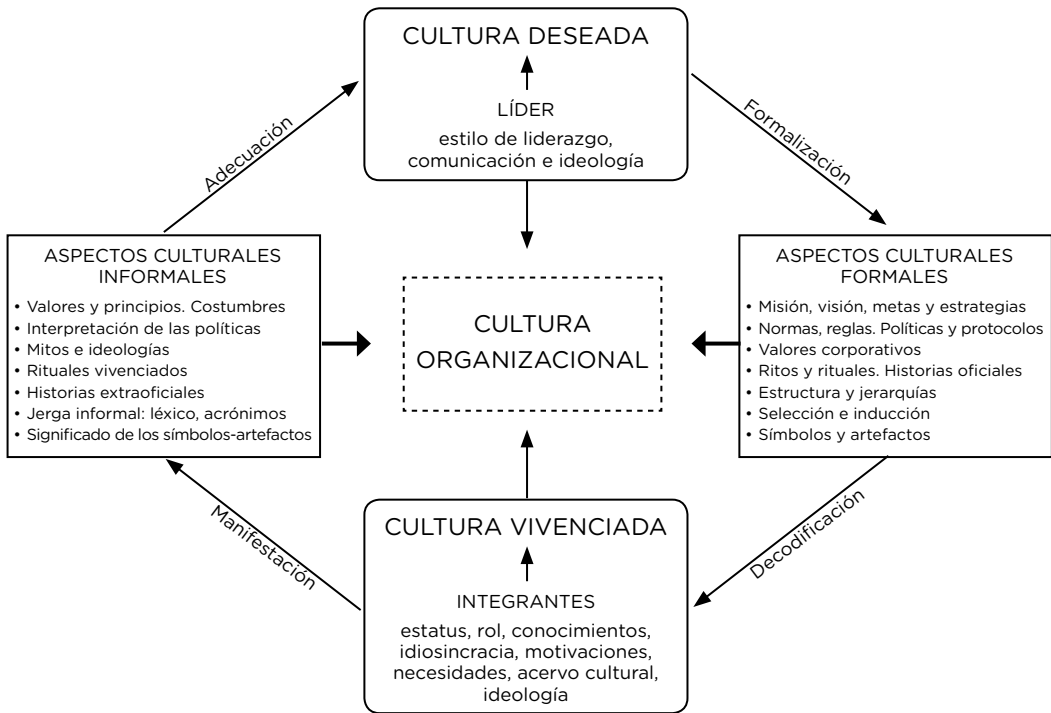 CULTURA DESEADA
LÍDER
estilo de liderazgo,
comunicación e ideología
Adecuación
Formalización
ASPECTOS CULTURALES
INFORMALES
• Valores y principios. Costumbres
• Interpretación de las políticas
• Mitos e ideologías
• Rituales vivenciados
• Historias extraoficiales
• Jerga informal: léxico, acrónimos
• Significado de los símbolos-artefactos
CULTURA
ORGANIZACIONAL
ASPECTOS CULTURALES
FORMALES
• Misión, visión, metas y estrategias
• Normas, reglas. Políticas y protocolos
• Valores corporativos
• Ritos y rituales. Historias oficiales
• Estructura y jerarquías
• Selección e inducción
• Símbolos y artefactos
Manifestación
Decodificación
CULTURA VIVENCIADA
INTEGRANTES
estatus, rol, conocimientos,
idiosincracia, motivaciones,
necesidades, acervo cultural,
ideología